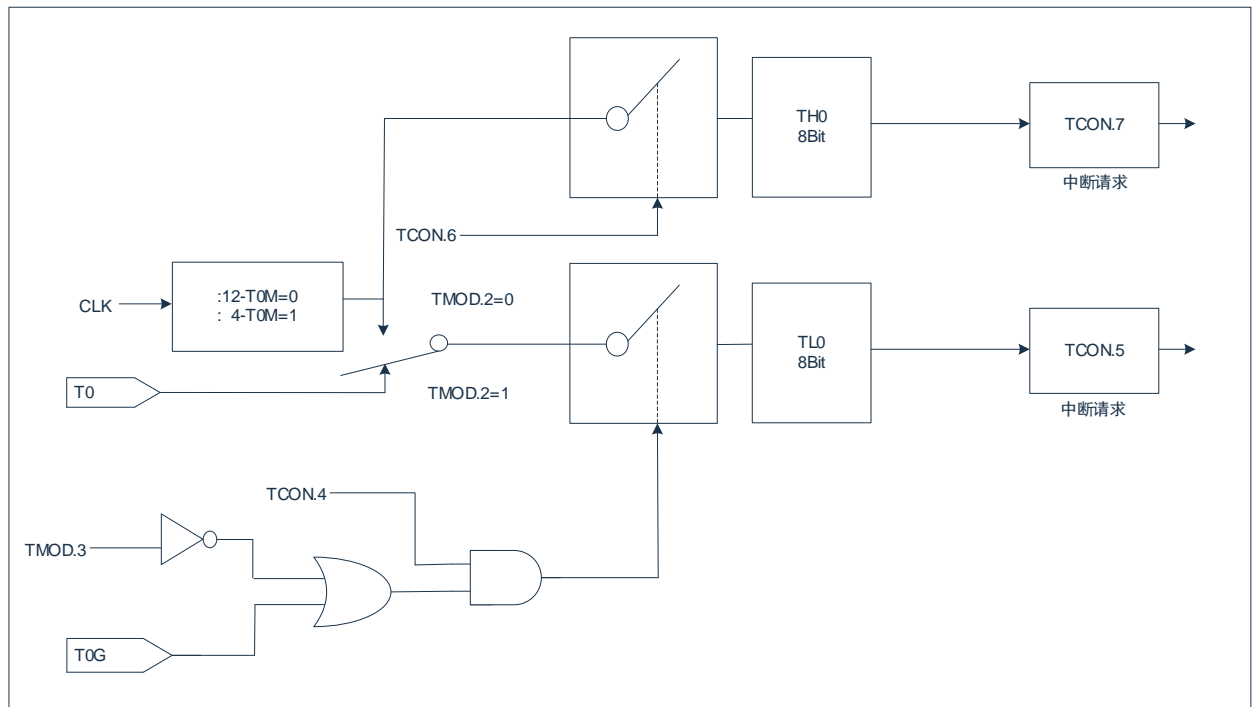 TH0
8Bit
TCON.7
中断请求
TCON.6
CLK
:12-T0M=0
: 4-T0M=1
TMOD.2=0
TL0
8Bit
TCON.5
中断请求
T0
TMOD.2=1
TCON.4
TMOD.3
T0G